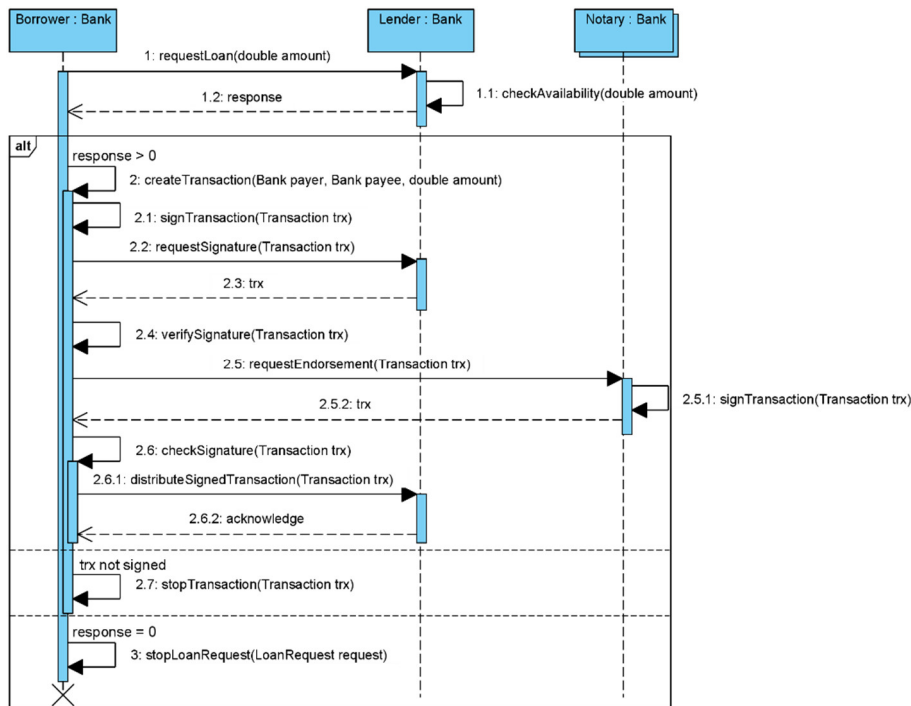 Borrower : Bank
Lender : Bank
Notary : Bank
1: requestLoan(double amount)
1.1: checkAvailability(double amount)
1.2: response
alt
response > 0
2: createTransaction(Bank payer, Bank payee, double amount)
2.1: signTransaction(Transaction trx)
2.2: requestSignature(Transaction trx)
2.3: trx
2.4: verifySignature(Transaction trx)
2.5: requestEndorsement(Transaction trx)
2.5.1: signTransaction(Transaction trx)
2.5.2: trx
2.6: checkSignature(Transaction trx)
2.6.1: distributeSignedTransaction(Transaction trx)
2.6.2: acknowledge
trx not signed
2.7: stopTransaction(Transaction trx)
response = 0
3: stopLoanRequest(LoanRequest request)